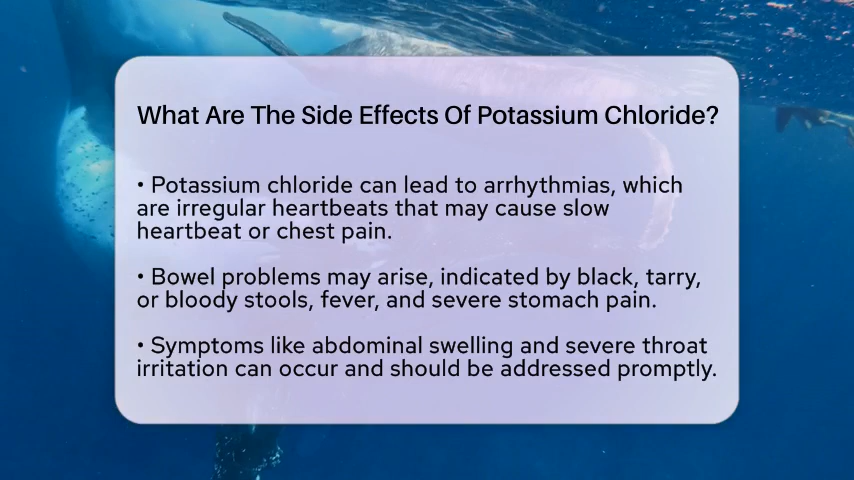 What Are The Side Effects Of Potassium Chloride?
• Potassium chloride can lead to arrhythmias, which
are irregular heartbeats that may cause slow
heartbeat or chest pain.
• Bowel problems may arise, indicated by black, tarry,
or bloody stools, fever, and severe stomach pain.
• Symptoms like abdominal swelling and severe throat
irritation can occur and should be addressed promptly.